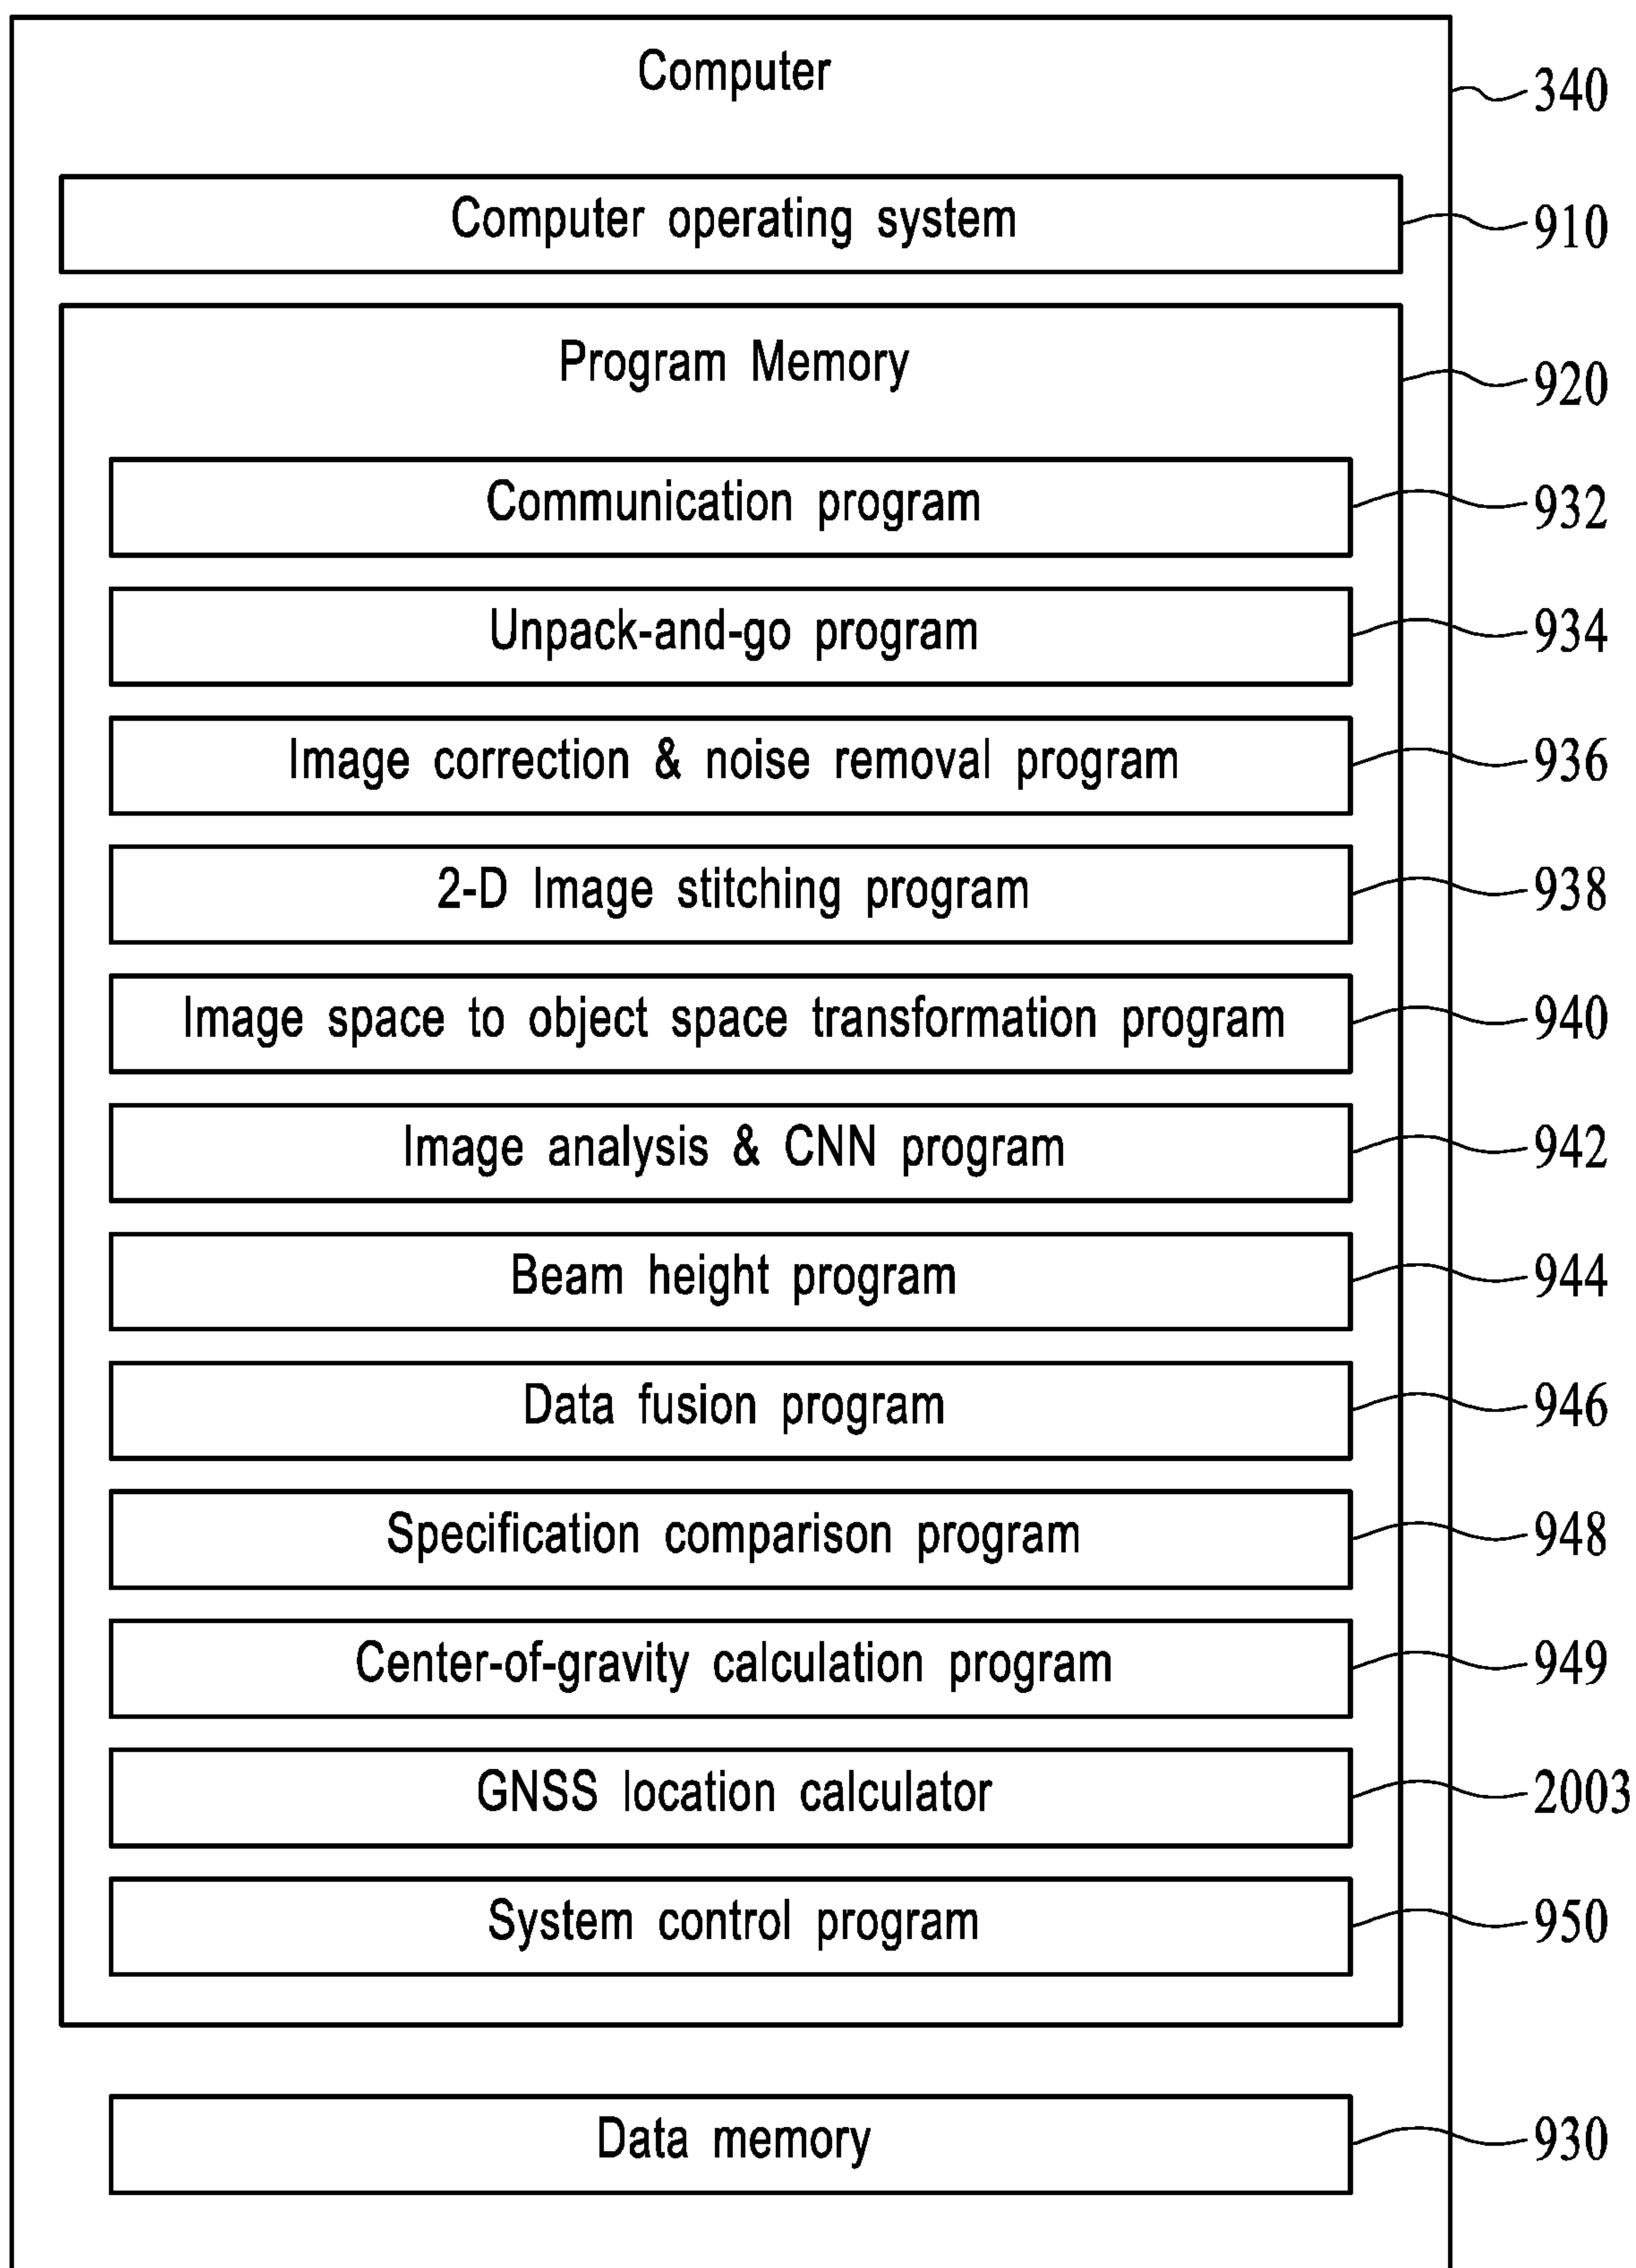 Computer
340
Computer operating system
910
Program Memory
920
Communication program
932
Unpack-and-go program
934
Image correction & noise removal program
936
2-D Image stitching program
938
Image space to object space transformation program
940
Image analysis & CNN program
942
Beam height program
944
Data fusion program
946
Specification comparison program
948
Center-of-gravity calculation program
949
GNSS location calculator
2003
System control program
950
Data memory
930